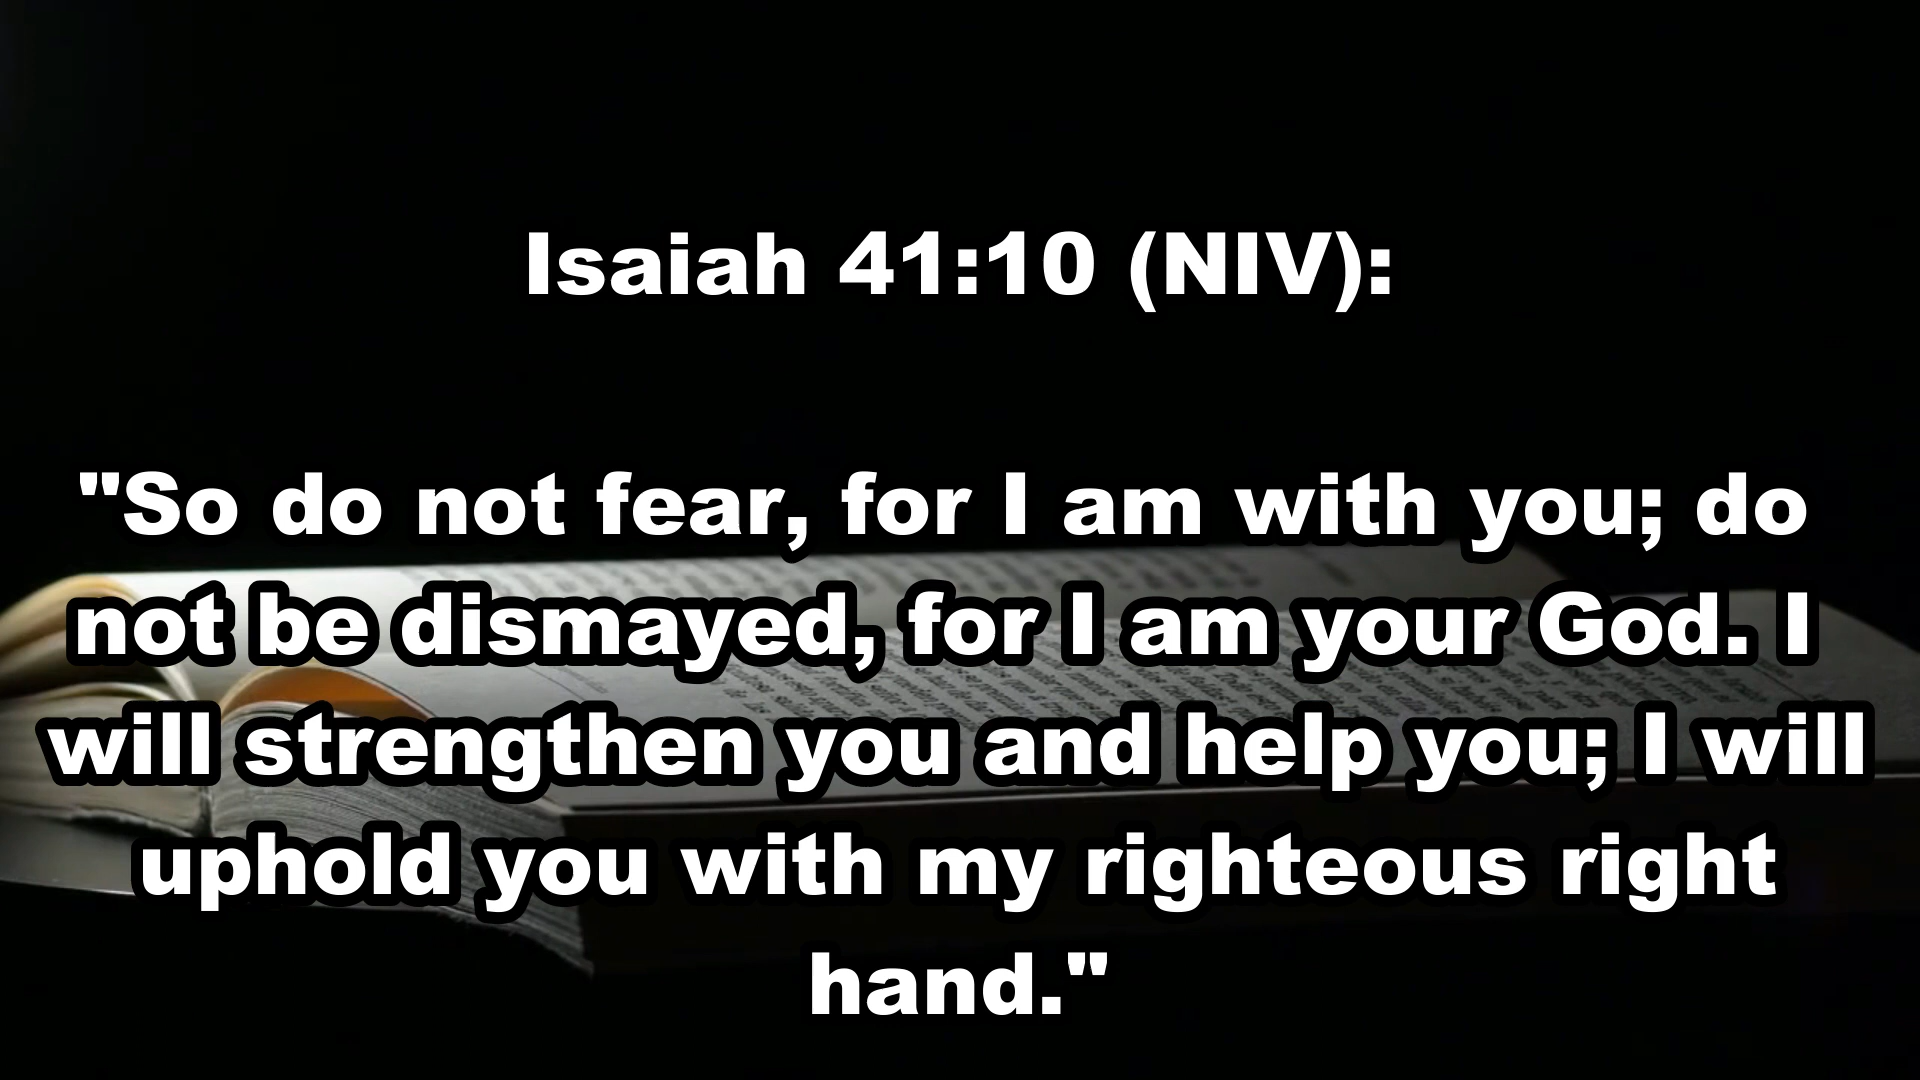 Isaiah 41:10 (NIV):
"So do not fear, for I am with you; do
not be dismayed, for I am your God. I
will strengthen you and help you; I will
uphold you with my righteous right
hand."